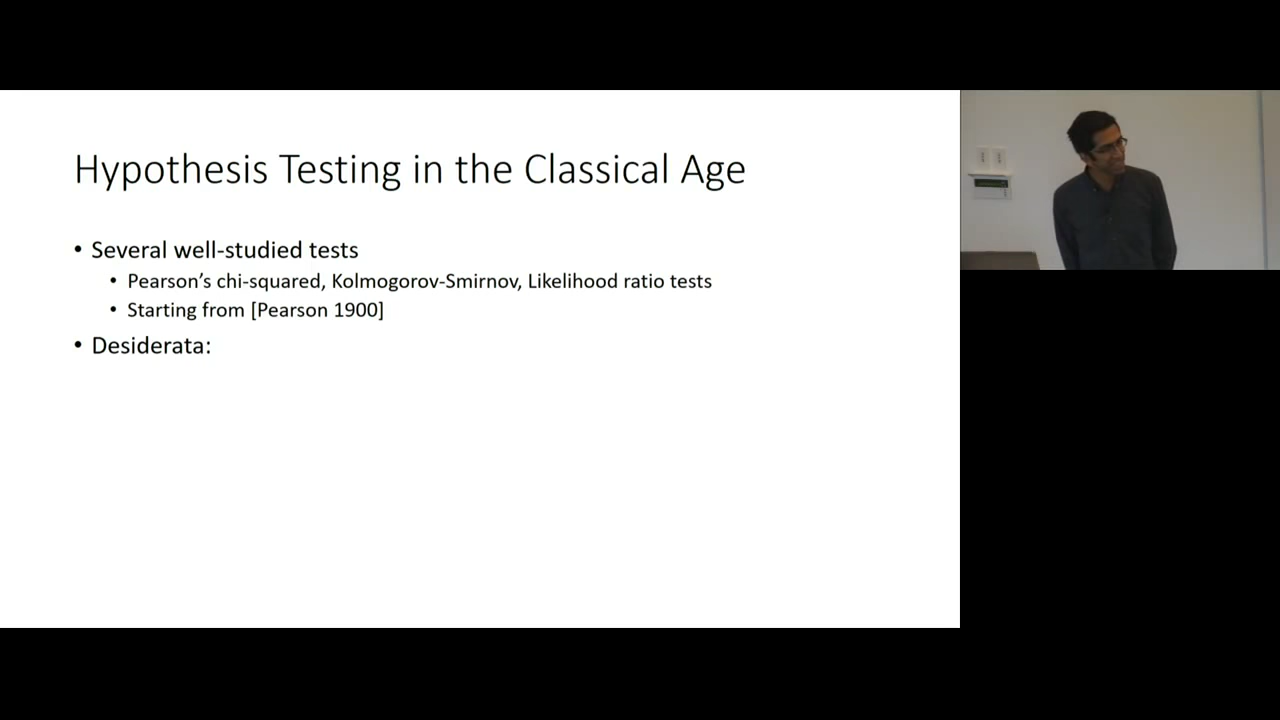 Hypothesis Testing in the Classical Age
• Several well-studied tests
• Pearson's chi-squared, Kolmogorov-Smirnov, Likelihood ratio tests
• Starting from [Pearson 1900]
• Desiderata: